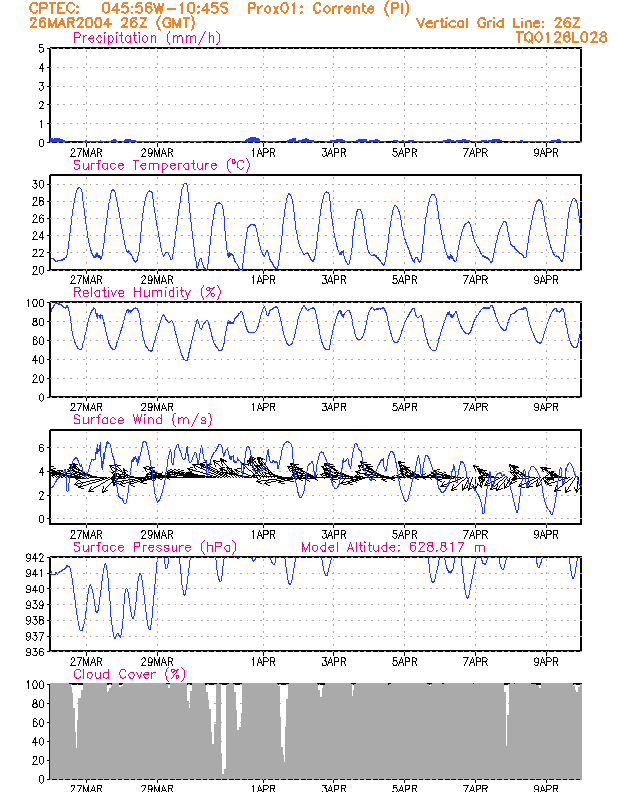 CPTEC: 045:56W-10:45S Prox01: Corrente (PI)
26MAR2004 26Z (GMT) Vertical Grid Line: 26Z
Precipitation (mm/h) TQ0126L028
5
4
3
2
1
0
27MAR 29MAR 1APR 3APR 5APR 7APR 9APR
Surface Temperature (ºC)
30
28
26
24
22
20
27MAR 29MAR 1APR 3APR 5APR 7APR 9APR
Relative Humidity (%)
100
80
60
40
20
0
27MAR 29MAR 1APR 3APR 5APR 7APR 9APR
Surface Wind (m/s)
6
4
2
0
27MAR 29MAR 1APR 3APR 5APR 7APR 9APR
Surface Pressure (hPa) Model Altitude: 628.817 m
942
941
940
939
938
937
936
27MAR 29MAR 1APR 3APR 5APR 7APR 9APR
Cloud Cover (%)
100
80
60
40
20
0
27MAR 29MAR 1APR 3APR 5APR 7APR 9APR